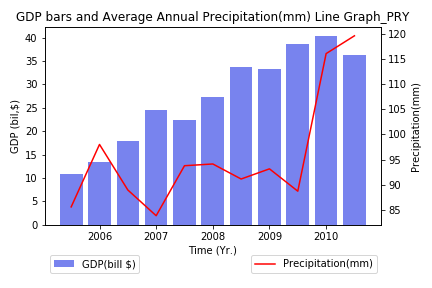 GDP bars and Average Annual Precipitation(mm) Line Graph_PRY
GDP (bil.$)
40
35
30
25
20
15
10
5
0
120
115
110
105
100
95
90
85
Precipitation(mm)
2006 2007 2008 2009 2010
Time (Yr.)
GDP(bill $)
Precipitation(mm)